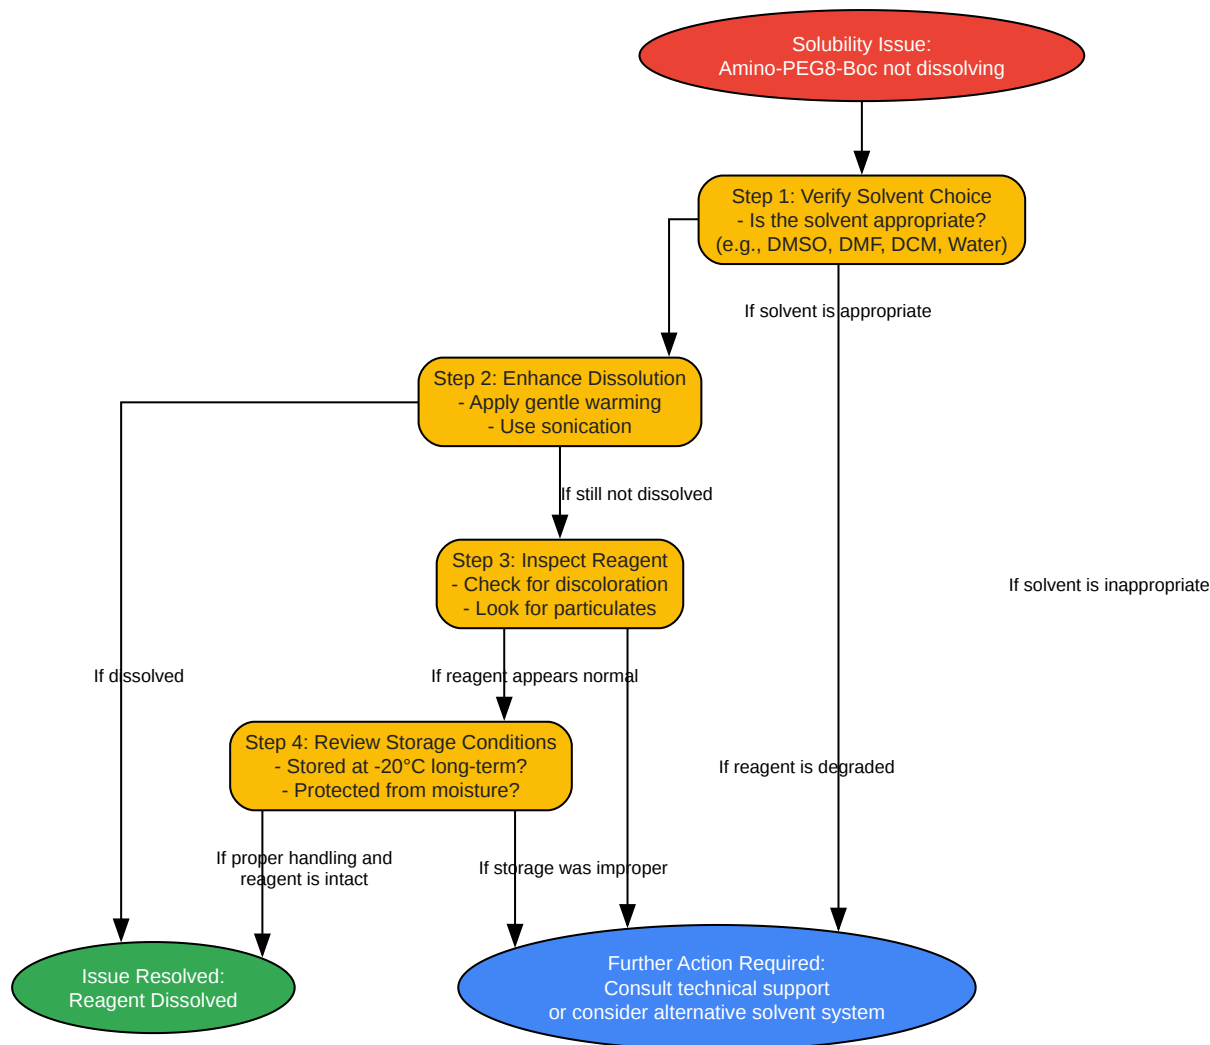 Solubility Issue:
Amino-PEG8-Boc not dissolving
Step 1: Verify Solvent Choice
- Is the solvent appropriate?
(e.g., DMSO, DMF, DCM, Water)
If solvent is appropriate
Step 2: Enhance Dissolution
- Apply gentle warming
- Use sonication
If still not dissolved
Step 3: Inspect Reagent
- Check for discoloration
- Look for particulates
If solvent is inappropriate
If dissolved
If reagent appears normal
Step 4: Review Storage Conditions
- Stored at -20°C long-term?
- Protected from moisture?
If reagent is degraded
If proper handling and
reagent is intact
If storage was improper
Issue Resolved:
Reagent Dissolved
Further Action Required:
Consult technical support
or consider alternative solvent system